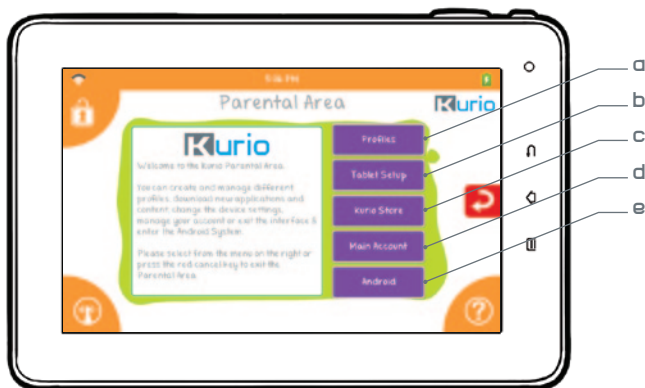 5:06 PM
Parental Area
Kurio
Kurio
Welcome to the Kurio Parental Area.
You can create and manage different
profiles, download new applications and
content, change the device settings,
manage your account or exit the interface &
enter the Android System.
Please select from the menu on the right or
press the red cancel key to exit the
Parental Area.
Profiles
Tablet Setup
Kurio Store
Main Account
Android
?
a
b
c
d
e